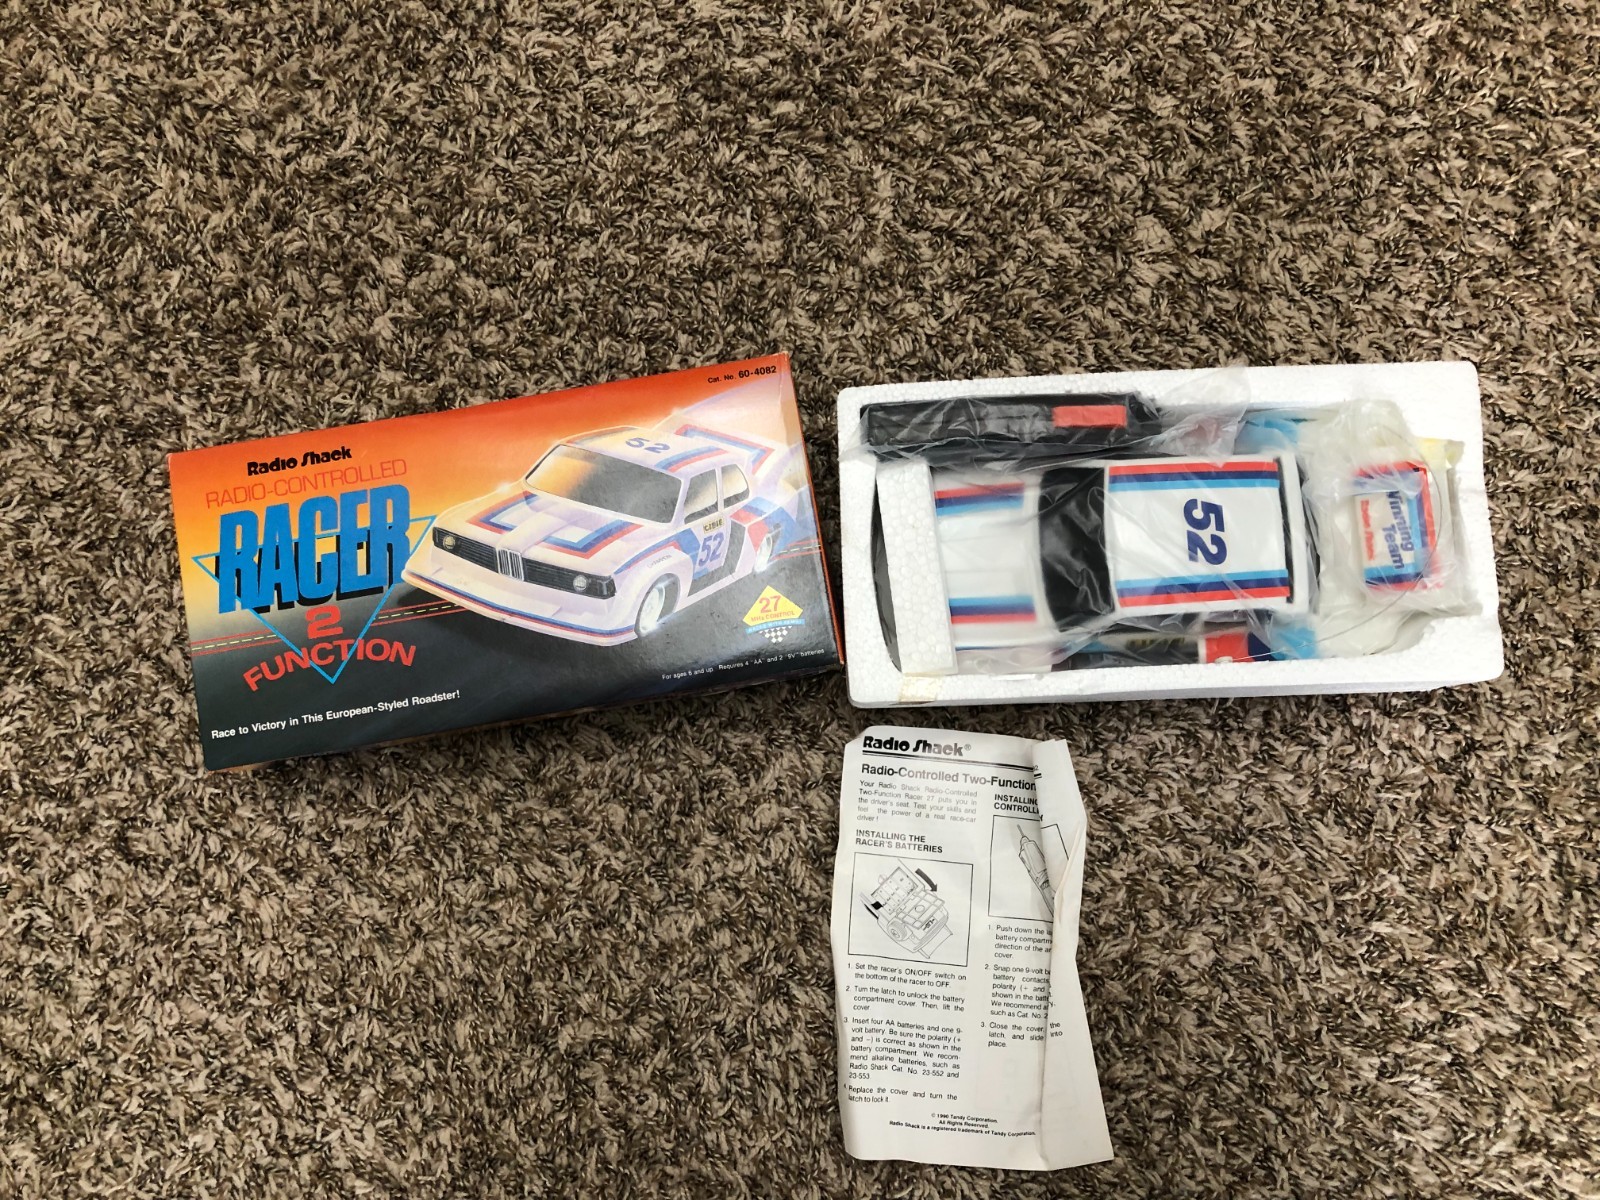 Cat. No. 60-4082
Radio Shack
RADIO-CONTROLLED
RACER
2
FUNCTION
Race to Victory in This European-Styled Roadster!
52
52
27
MHz CONTROL
For ages 8 and up Requires 4 "AA" and 2 "9V" batteries
52
Winning
Team
Radio Shack®
Radio-Controlled Two-Function
Your Radio Shack Radio-Controlled
Two-Function Racer 27 puts you in
the driver's seat. Test your skills and
feel the power of a real race-car
driver!
INSTALLING THE
RACER'S BATTERIES
1. Set the racer's ON/OFF switch on
the bottom of the racer to OFF.
2. Turn the latch to unlock the battery
compartment cover. Then, lift the
cover.
3. Insert four AA batteries and one 9-
volt battery. Be sure the polarity (+
and –) is correct as shown in the
battery compartment. We recom-
mend alkaline batteries, such as
Radio Shack Cat. No. 23-552 and
23-553.
Replace the cover and turn the
latch to lock it.
INSTALLING
1. Push down the
battery
direction of the
cover.
2. Snap one 9-volt
battery contacts
polarity (+ and
shown in the
We recommend
such as Cat. No.
3. Close the cover, the
latch, and slide into
place.
© 1990 Tandy Corporation.
All Rights Reserved.
Radio Shack is a registered trademark of Tandy Corporation.